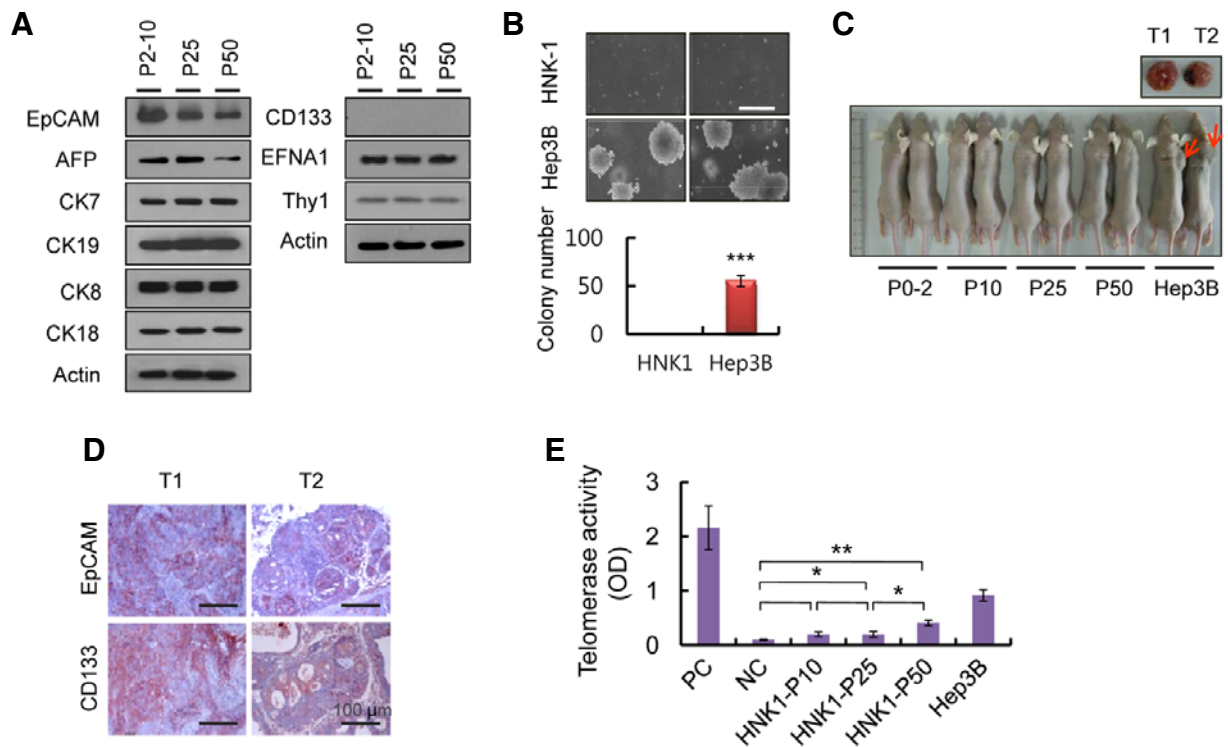 A
P2-10
P25
P50
EpCAM
AFP
CK7
CK19
CK8
CK18
Actin
P2-10
P25
P50
CD133
EFNA1
Thy1
Actin
B
HNK-1
Hep3B
Colony number
100
50
0
***
HNK1
Hep3B
C
T1
T2
P0-2
P10
P25
P50
Hep3B
D
T1
T2
EpCAM
CD133
100 μm
E
Telomerase activity
(OD)
3
2
1
0
**
*
*
PC
NC
HNK1-P10
HNK1-P25
HNK1-P50
Hep3B